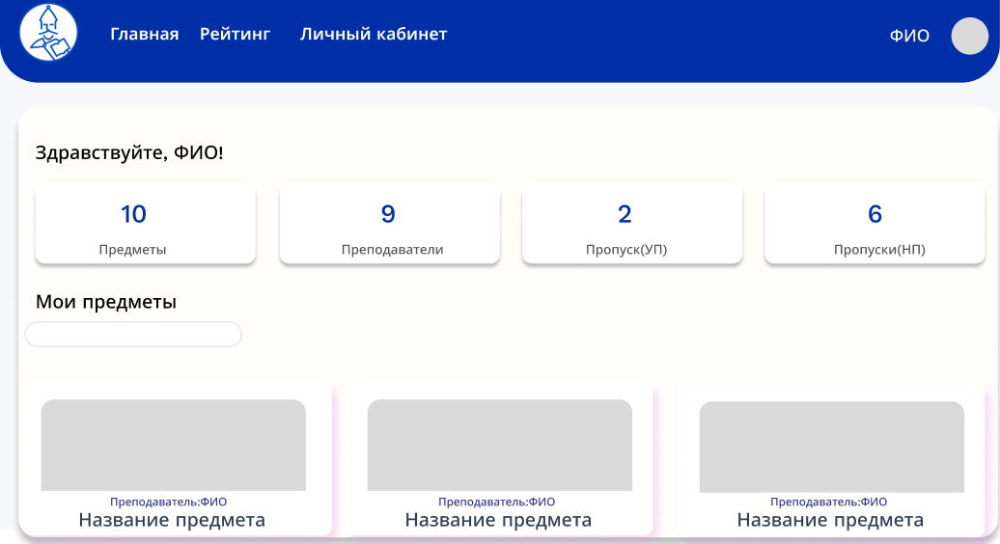 Главная Рейтинг Личный кабинет ФИО
Здравствуйте, ФИО!
10 9 2 6
Предметы Преподаватели Пропуск(УП) Пропуски(НП)
Мои предметы
Преподаватель:ФИО Преподаватель:ФИО Преподаватель:ФИО
Название предмета Название предмета Название предмета